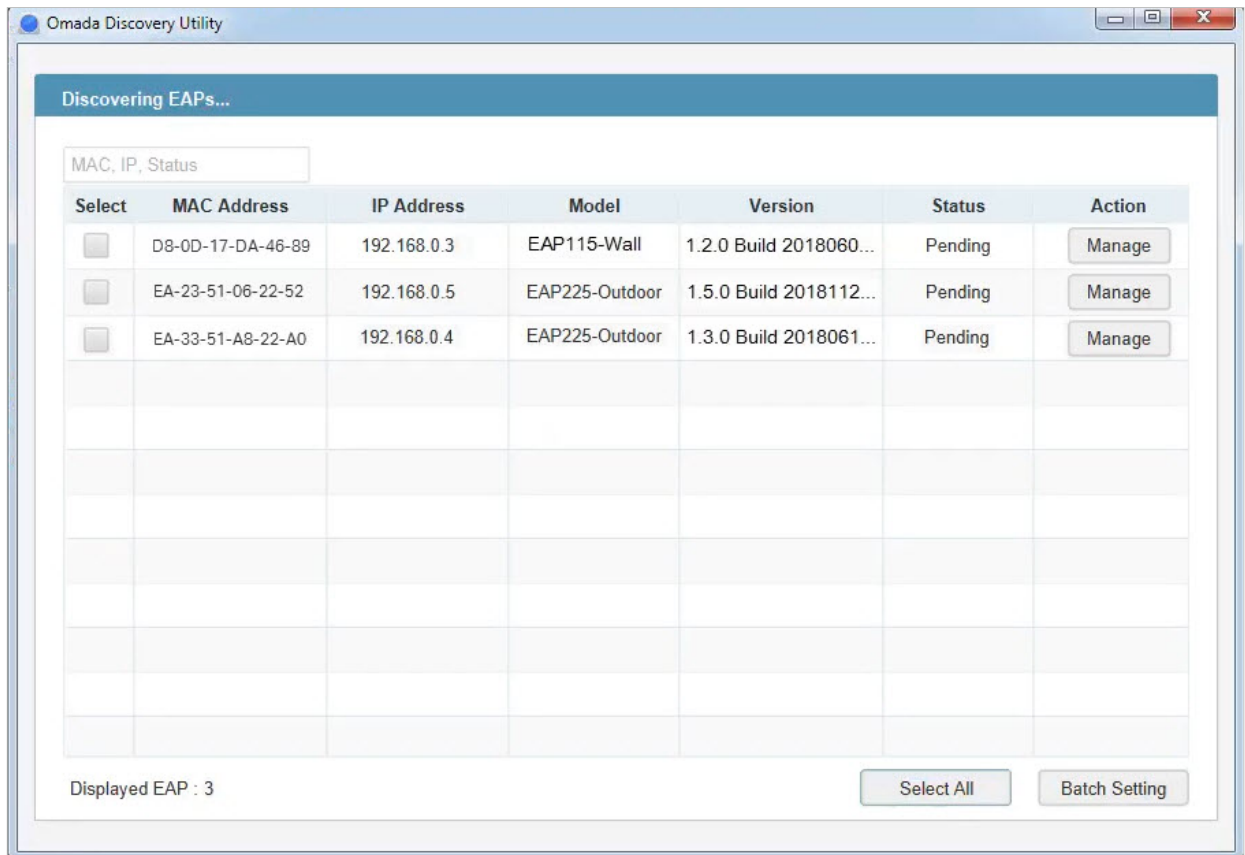 Omada Discovery Utility
Discovering EAPs...
MAC, IP, Status
Select MAC Address IP Address Model Version Status Action
D8-0D-17-DA-46-89 192.168.0.3 EAP115-Wall 1.2.0 Build 2018060... Pending Manage
EA-23-51-06-22-52 192.168.0.5 EAP225-Outdoor 1.5.0 Build 2018112... Pending Manage
EA-33-51-A8-22-A0 192.168.0.4 EAP225-Outdoor 1.3.0 Build 2018061... Pending Manage
Displayed EAP : 3 Select All Batch Setting